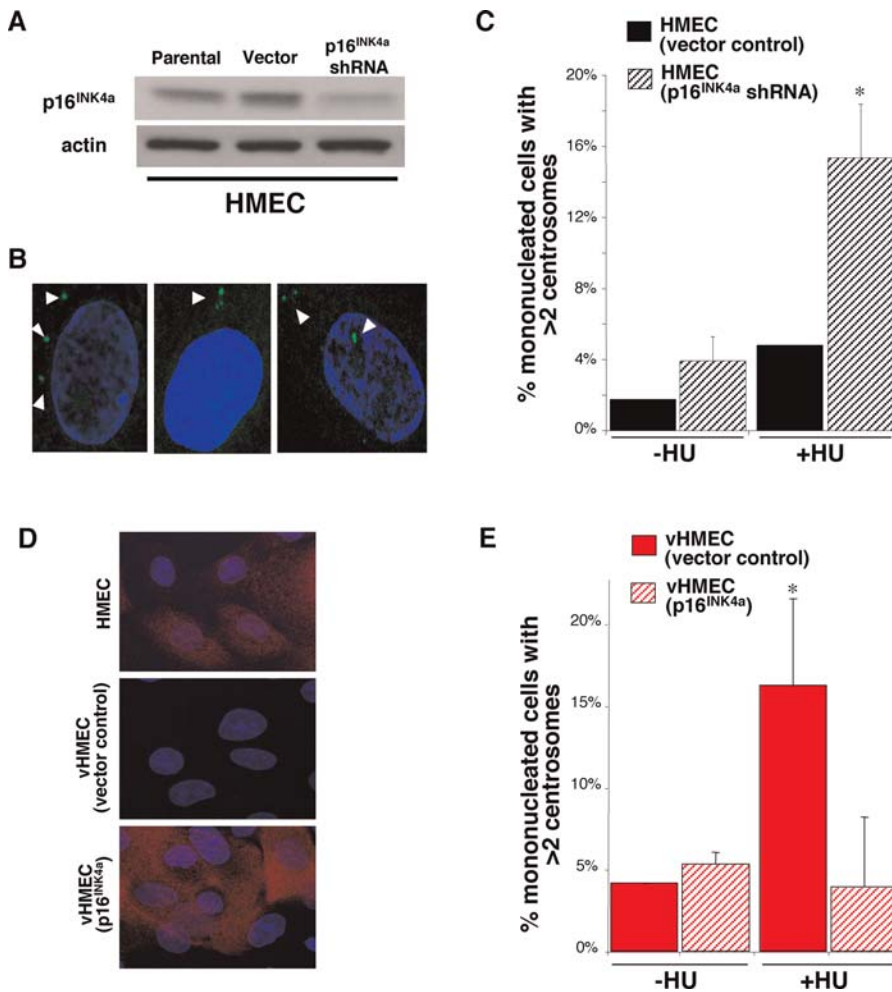 A
Parental Vector p16INK4a shRNA
p16INK4a
actin
HMEC
B
C
HMEC
(vector control)
HMEC
(p16INK4a shRNA)
% mononucleated cells with
>2 centrosomes
20%
16%
12%
8%
4%
0%
*
-HU
+HU
D
HMEC
vHMEC
(vector control)
vHMEC
(p16INK4a)
E
vHMEC
(vector control)
vHMEC
(p16INK4a)
% mononucleated cells with
>2 centrosomes
20%
15%
10%
5%
0%
*
-HU
+HU